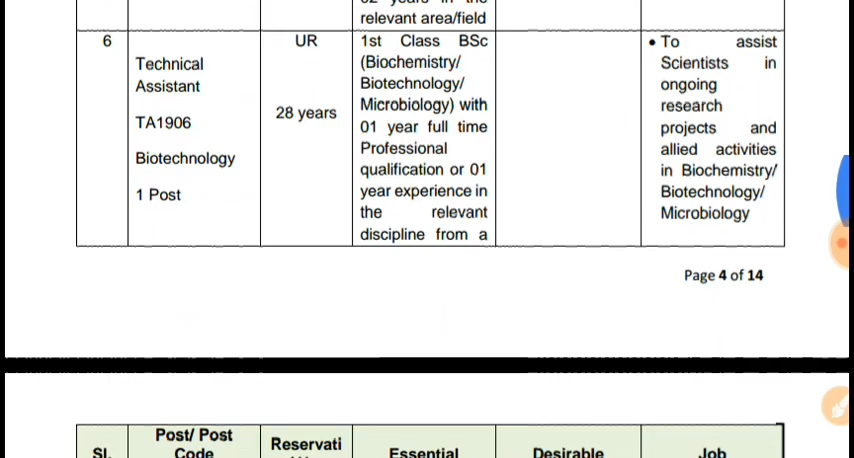 relevant area/field
6
Technical
Assistant
TA1906
Biotechnology
1 Post
UR
28 years
1st Class BSc
(Biochemistry/
Biotechnology/
Microbiology) with
01 year full time
Professional
qualification or 01
year experience in
the relevant
discipline from a
• To assist
Scientists in
ongoing
research
projects and
allied activities
in Biochemistry/
Biotechnology/
Microbiology
Page 4 of 14
Sl.
Post/ Post
Code
Reservati
Essential
Desirable
Job